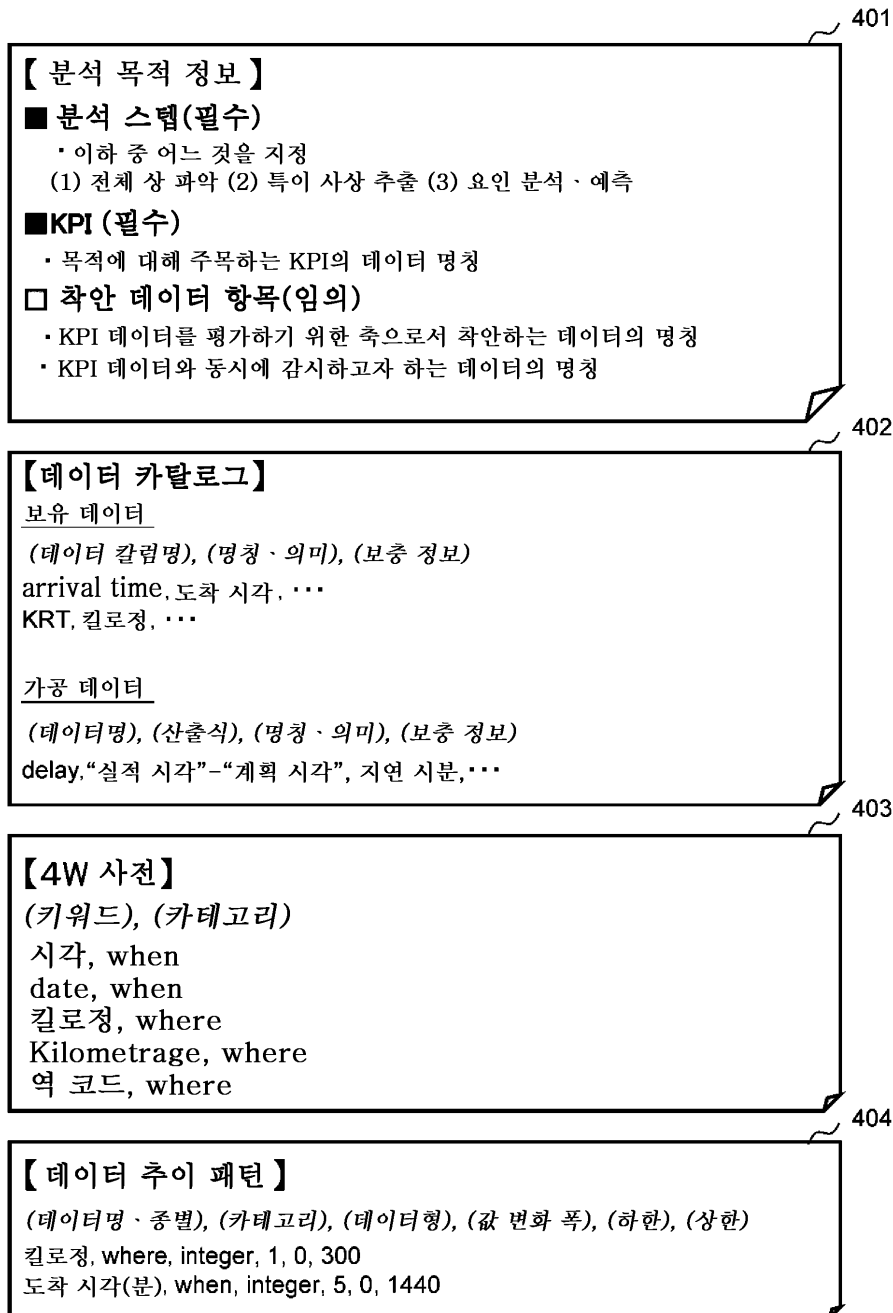 401
【 분석 목적 정보 】
■ 분석 스텝(필수)
・이하 중 어느 것을 지정
(1) 전체 상 파악 (2) 특이 사상 추출 (3) 요인 분석・예측
■KPI (필수)
・목적에 대해 주목하는 KPI의 데이터 명칭
□ 착안 데이터 항목(임의)
・KPI 데이터를 평가하기 위한 축으로서 착안하는 데이터의 명칭
・KPI 데이터와 동시에 감시하고자 하는 데이터의 명칭
402
【데이터 카탈로그】
보유 데이터
(데이터 칼럼명), (명칭・의미), (보충 정보)
arrival time, 도착 시각, ・・・
KRT, 킬로정, ・・・
가공 데이터
(데이터명), (산출식), (명칭・의미), (보충 정보)
delay,“실적 시각”-“계획 시각”, 지연 시분,・・・
403
【4W 사전】
(키워드), (카테고리)
시각, when
date, when
킬로정, where
Kilometrage, where
역 코드, where
404
【 데이터 추이 패턴 】
(데이터명・종별), (카테고리), (데이터형), (값 변화 폭), (하한), (상한)
킬로정, where, integer, 1, 0, 300
도착 시각(분), when, integer, 5, 0, 1440